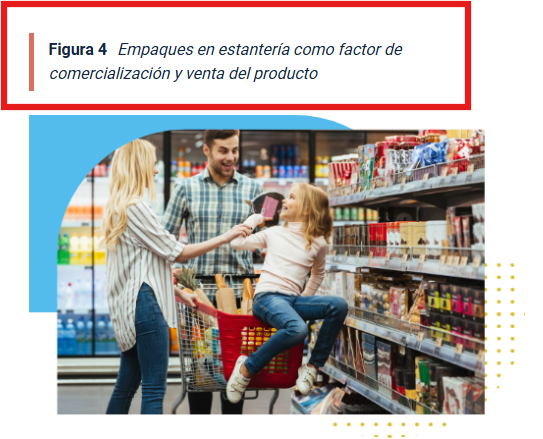 Figura 4 Empaques en estantería como factor de
comercialización y venta del producto